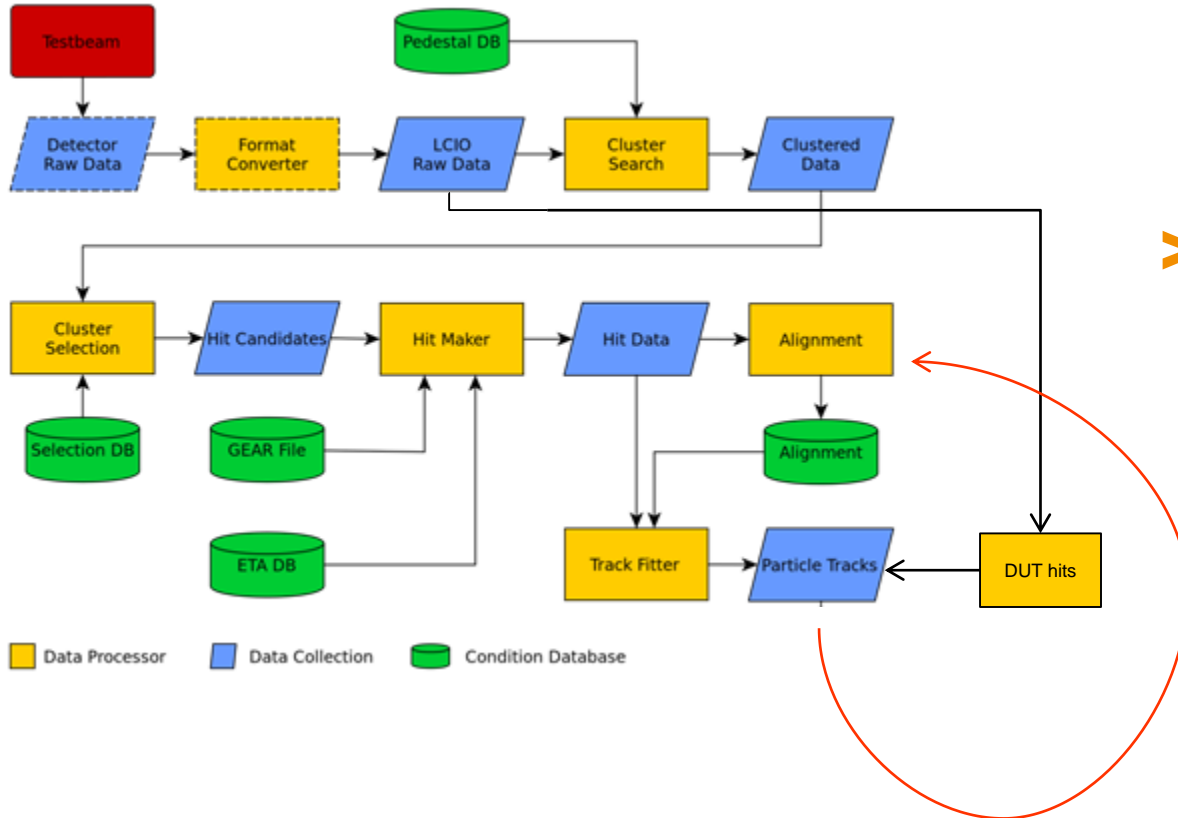 Testbeam
Pedestal DB
Detector
Raw Data
Format
Converter
LCIO
Raw Data
Cluster
Search
Clustered
Data
>
Cluster
Selection
Hit Candidates
Hit Maker
Hit Data
Alignment
Selection DB
GEAR File
Alignment
ETA DB
Track Fitter
Particle Tracks
DUT hits
Data Processor
Data Collection
Condition Database